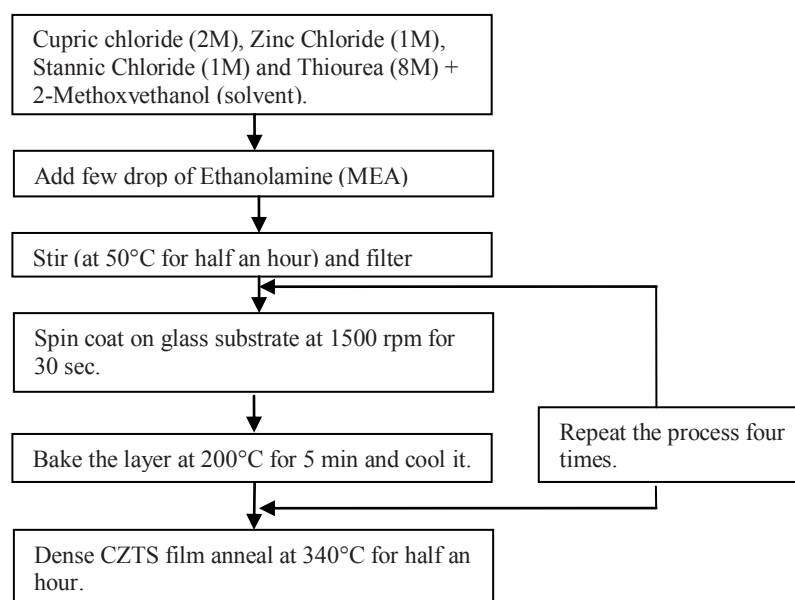 Cupric chloride (2M), Zinc Chloride (1M),
Stannic Chloride (1M) and Thiourea (8M) +
2-Methoxvethanol (solvent).
Add few drop of Ethanolamine (MEA)
Stir (at 50°C for half an hour) and filter
Spin coat on glass substrate at 1500 rpm for
30 sec.
Bake the layer at 200°C for 5 min and cool it.
Repeat the process four
times.
Dense CZTS film anneal at 340°C for half an
hour.